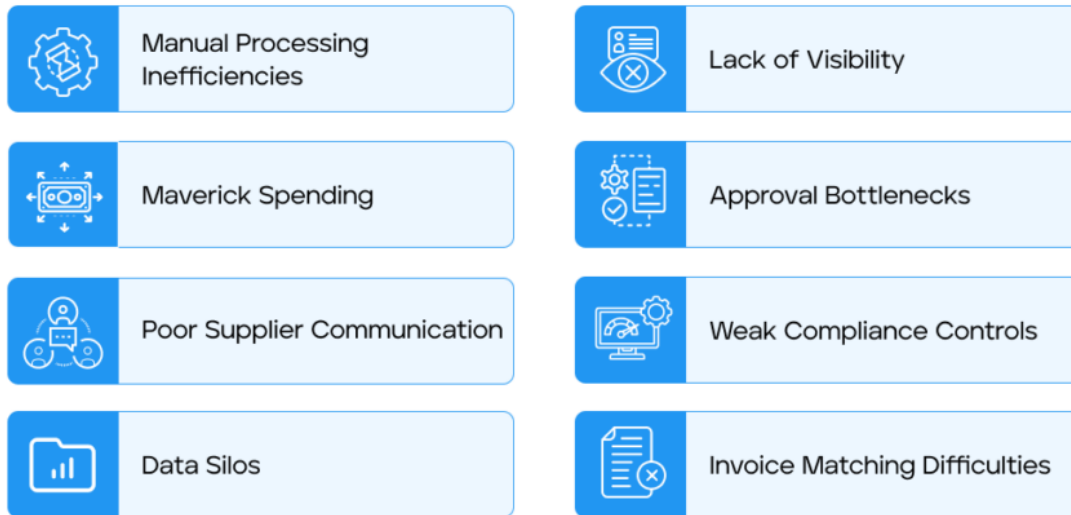 Manual Processing
Inefficiencies
Lack of Visibility
Maverick Spending
Approval Bottlenecks
Poor Supplier Communication
Weak Compliance Controls
Data Silos
Invoice Matching Difficulties